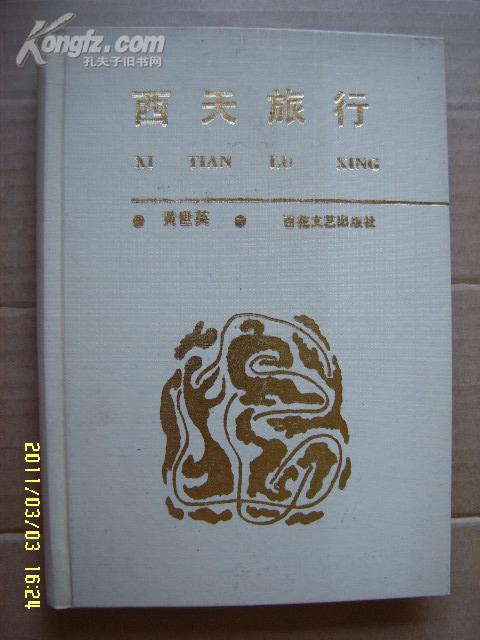 Kongfz.com
孔夫子旧书网
西天旅行
XI TIAN LU XING
黄世英 百花文艺出版社
2011/03/03 16:24